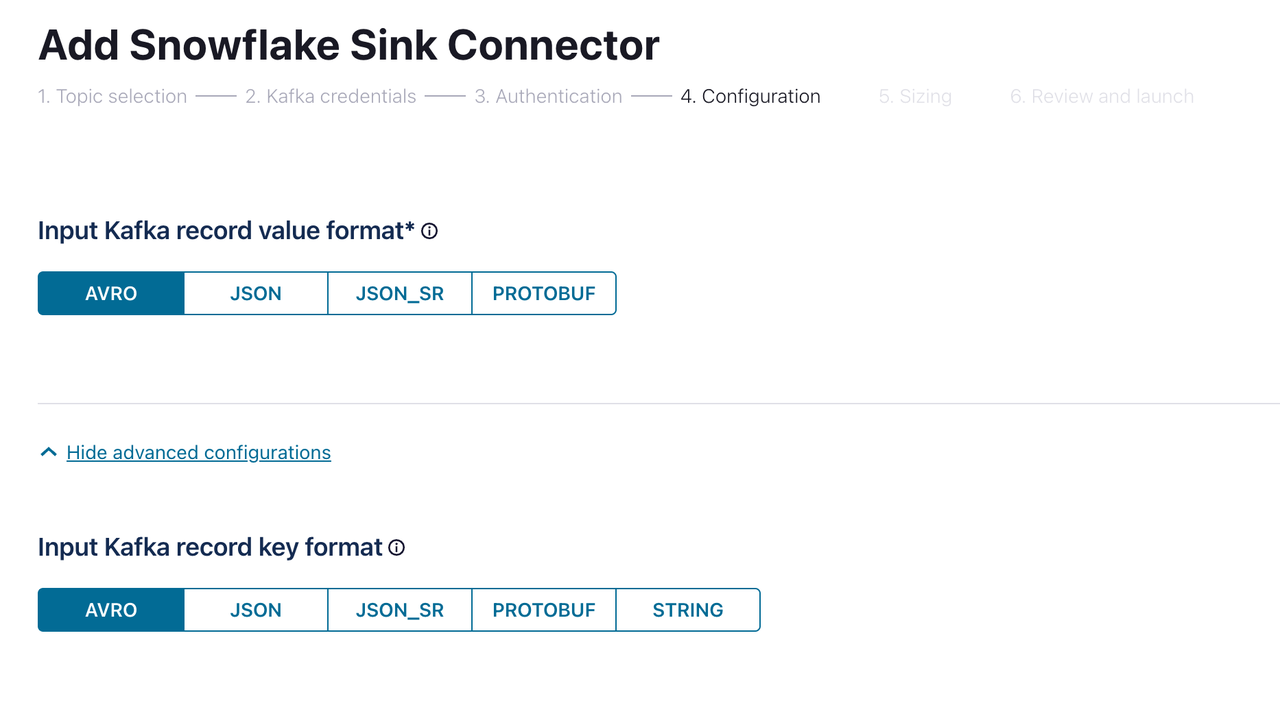 Add Snowflake Sink Connector
1. Topic selection 2. Kafka credentials 3. Authentication 4. Configuration 5. Sizing 6. Review and launch
Input Kafka record value format*
AVRO JSON JSON_SR PROTOBUF
Hide advanced configurations
Input Kafka record key format
AVRO JSON JSON_SR PROTOBUF STRING